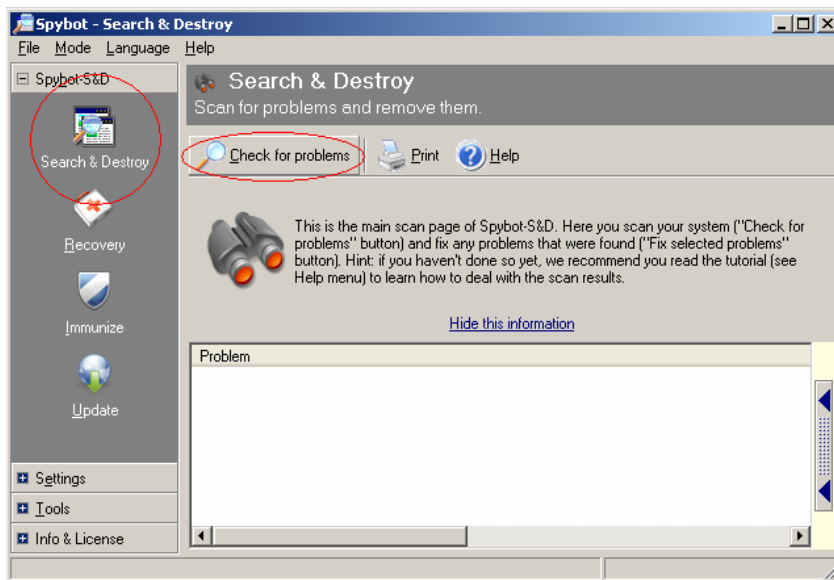 Spybot - Search & Destroy
File Mode Language Help
Spybot-S&D
Search & Destroy
Recovery
Immunize
Update
Settings
Tools
Info & License
Search & Destroy
Scan for problems and remove them.
Check for problems Print Help
This is the main scan page of Spybot-S&D. Here you scan your system ("Check for
problems" button) and fix any problems that were found ("Fix selected problems"
button). Hint: if you haven't done so yet, we recommend you read the tutorial (see
Help menu) to learn how to deal with the scan results.
Hide this information
Problem